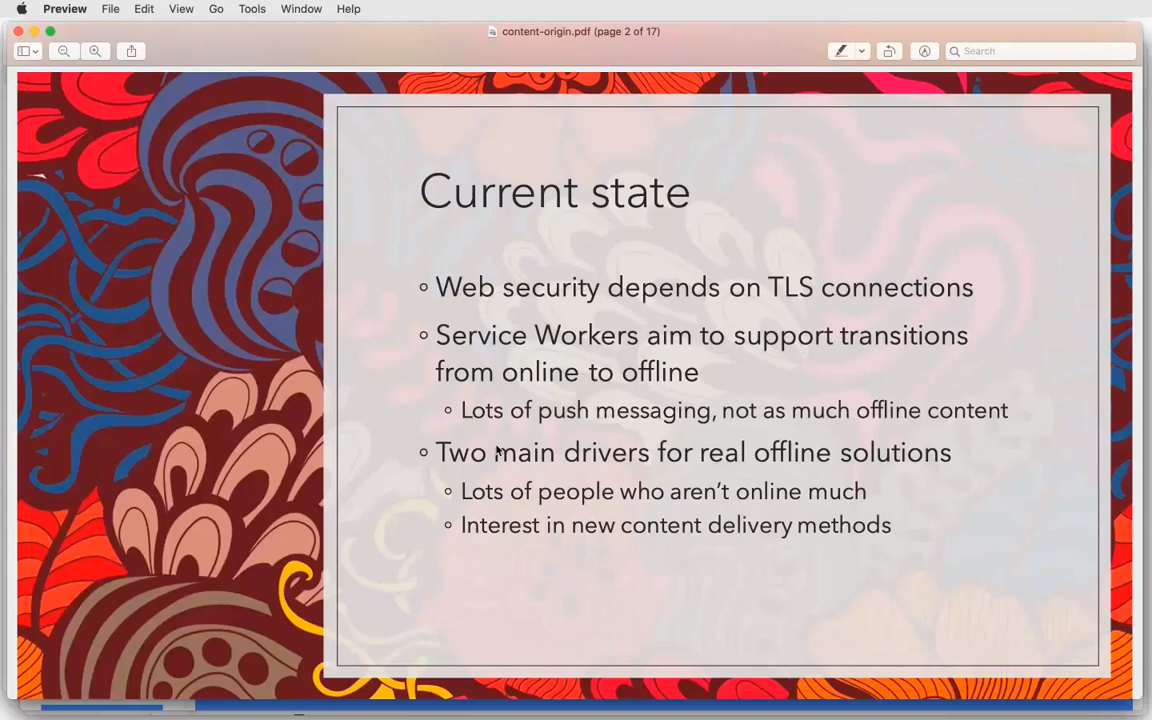 Preview File Edit View Go Tools Window Help
content-origin.pdf (page 2 of 17)
Search
Current state
Web security depends on TLS connections
Service Workers aim to support transitions
from online to offline
Lots of push messaging, not as much offline content
Two main drivers for real offline solutions
Lots of people who aren’t online much
Interest in new content delivery methods